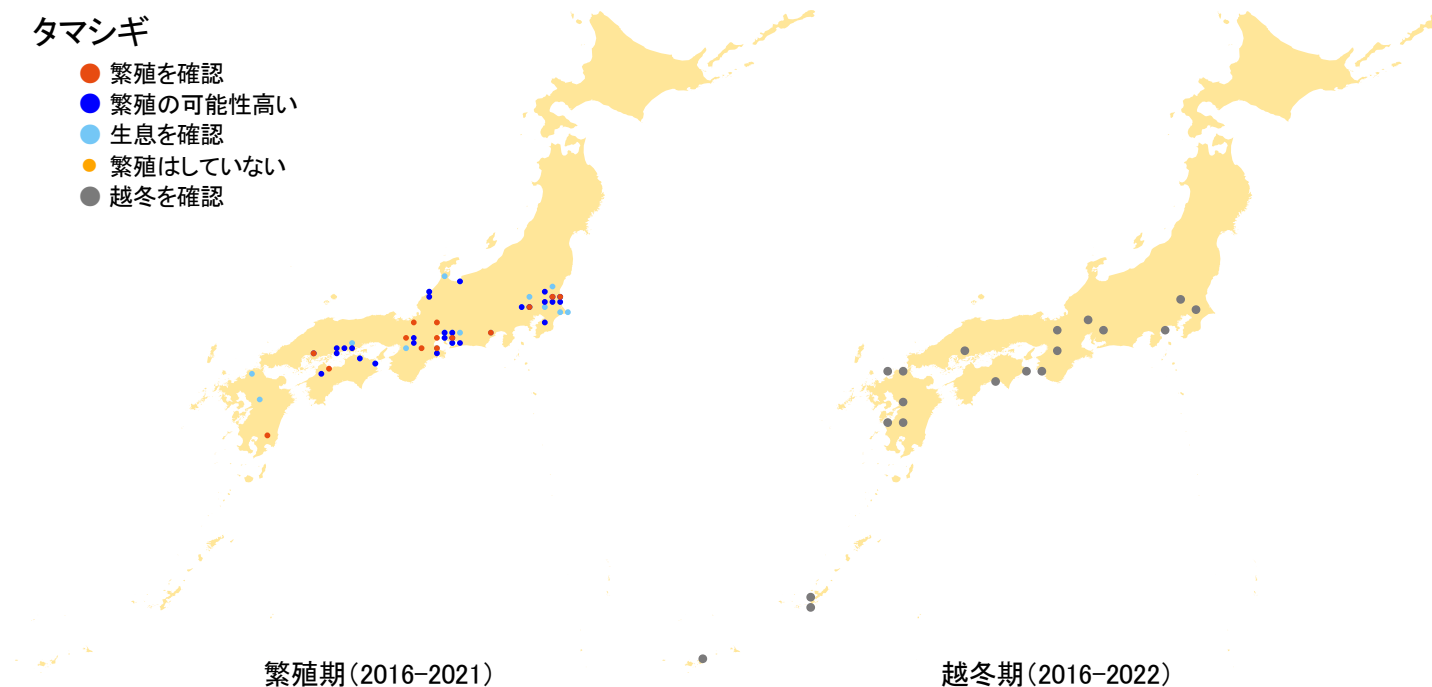 タマシギ
繁殖を確認
繁殖の可能性高い
生息を確認
繁殖はしていない
越冬を確認
繁殖期(2016-2021)
越冬期(2016-2022)